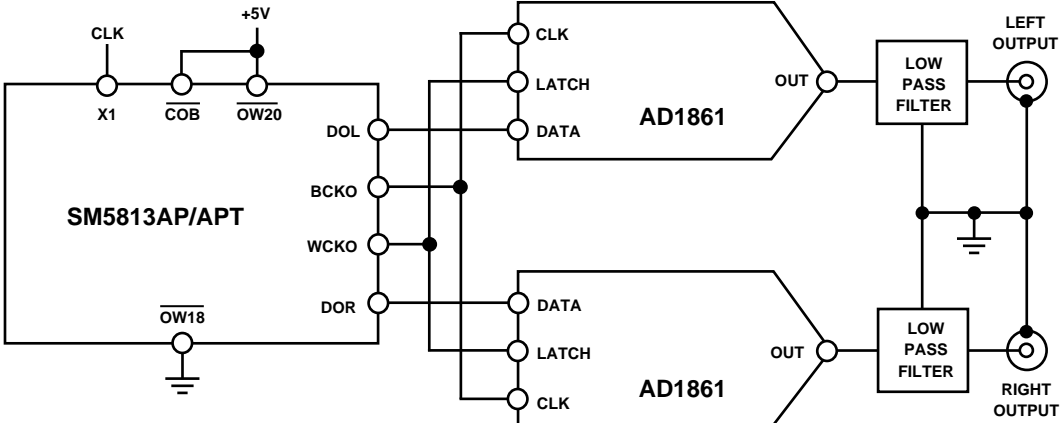 +5V
CLK
X1
COB
OW20
SM5813AP/APT
OW18
DOL
BCKO
WCKO
DOR
CLK
LATCH
DATA
AD1861
OUT
LOW
PASS
FILTER
LEFT
OUTPUT
DATA
LATCH
CLK
AD1861
OUT
LOW
PASS
FILTER
RIGHT
OUTPUT